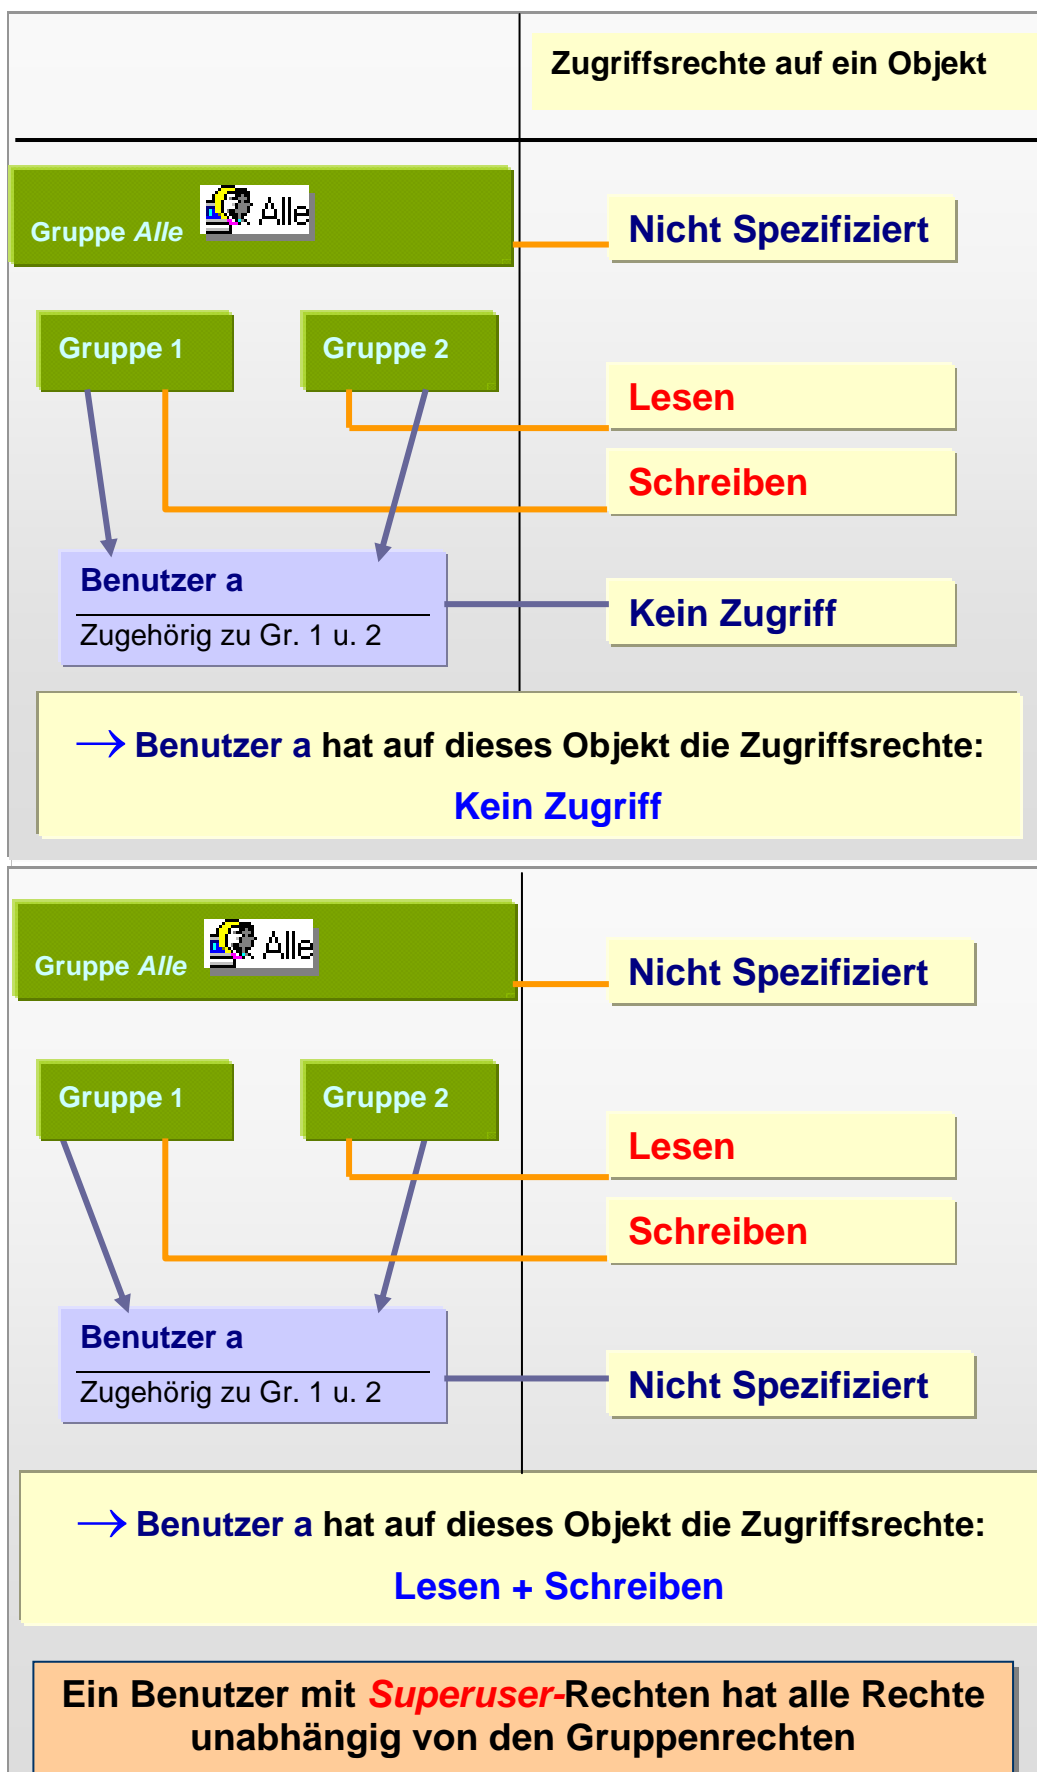 Zugriffsrechte auf ein Objekt
Gruppe Alle
Alle
Nicht Spezifiziert
Gruppe 1
Gruppe 2
Lesen
Schreiben
Benutzer a
Zugehörig zu Gr. 1 u. 2
Kein Zugriff
→ Benutzer a hat auf dieses Objekt die Zugriffsrechte:
Kein Zugriff
Gruppe Alle
Alle
Nicht Spezifiziert
Gruppe 1
Gruppe 2
Lesen
Schreiben
Benutzer a
Zugehörig zu Gr. 1 u. 2
Nicht Spezifiziert
→ Benutzer a hat auf dieses Objekt die Zugriffsrechte:
Lesen + Schreiben
Ein Benutzer mit Superuser-Rechten hat alle Rechte
unabhängig von den Gruppenrechten